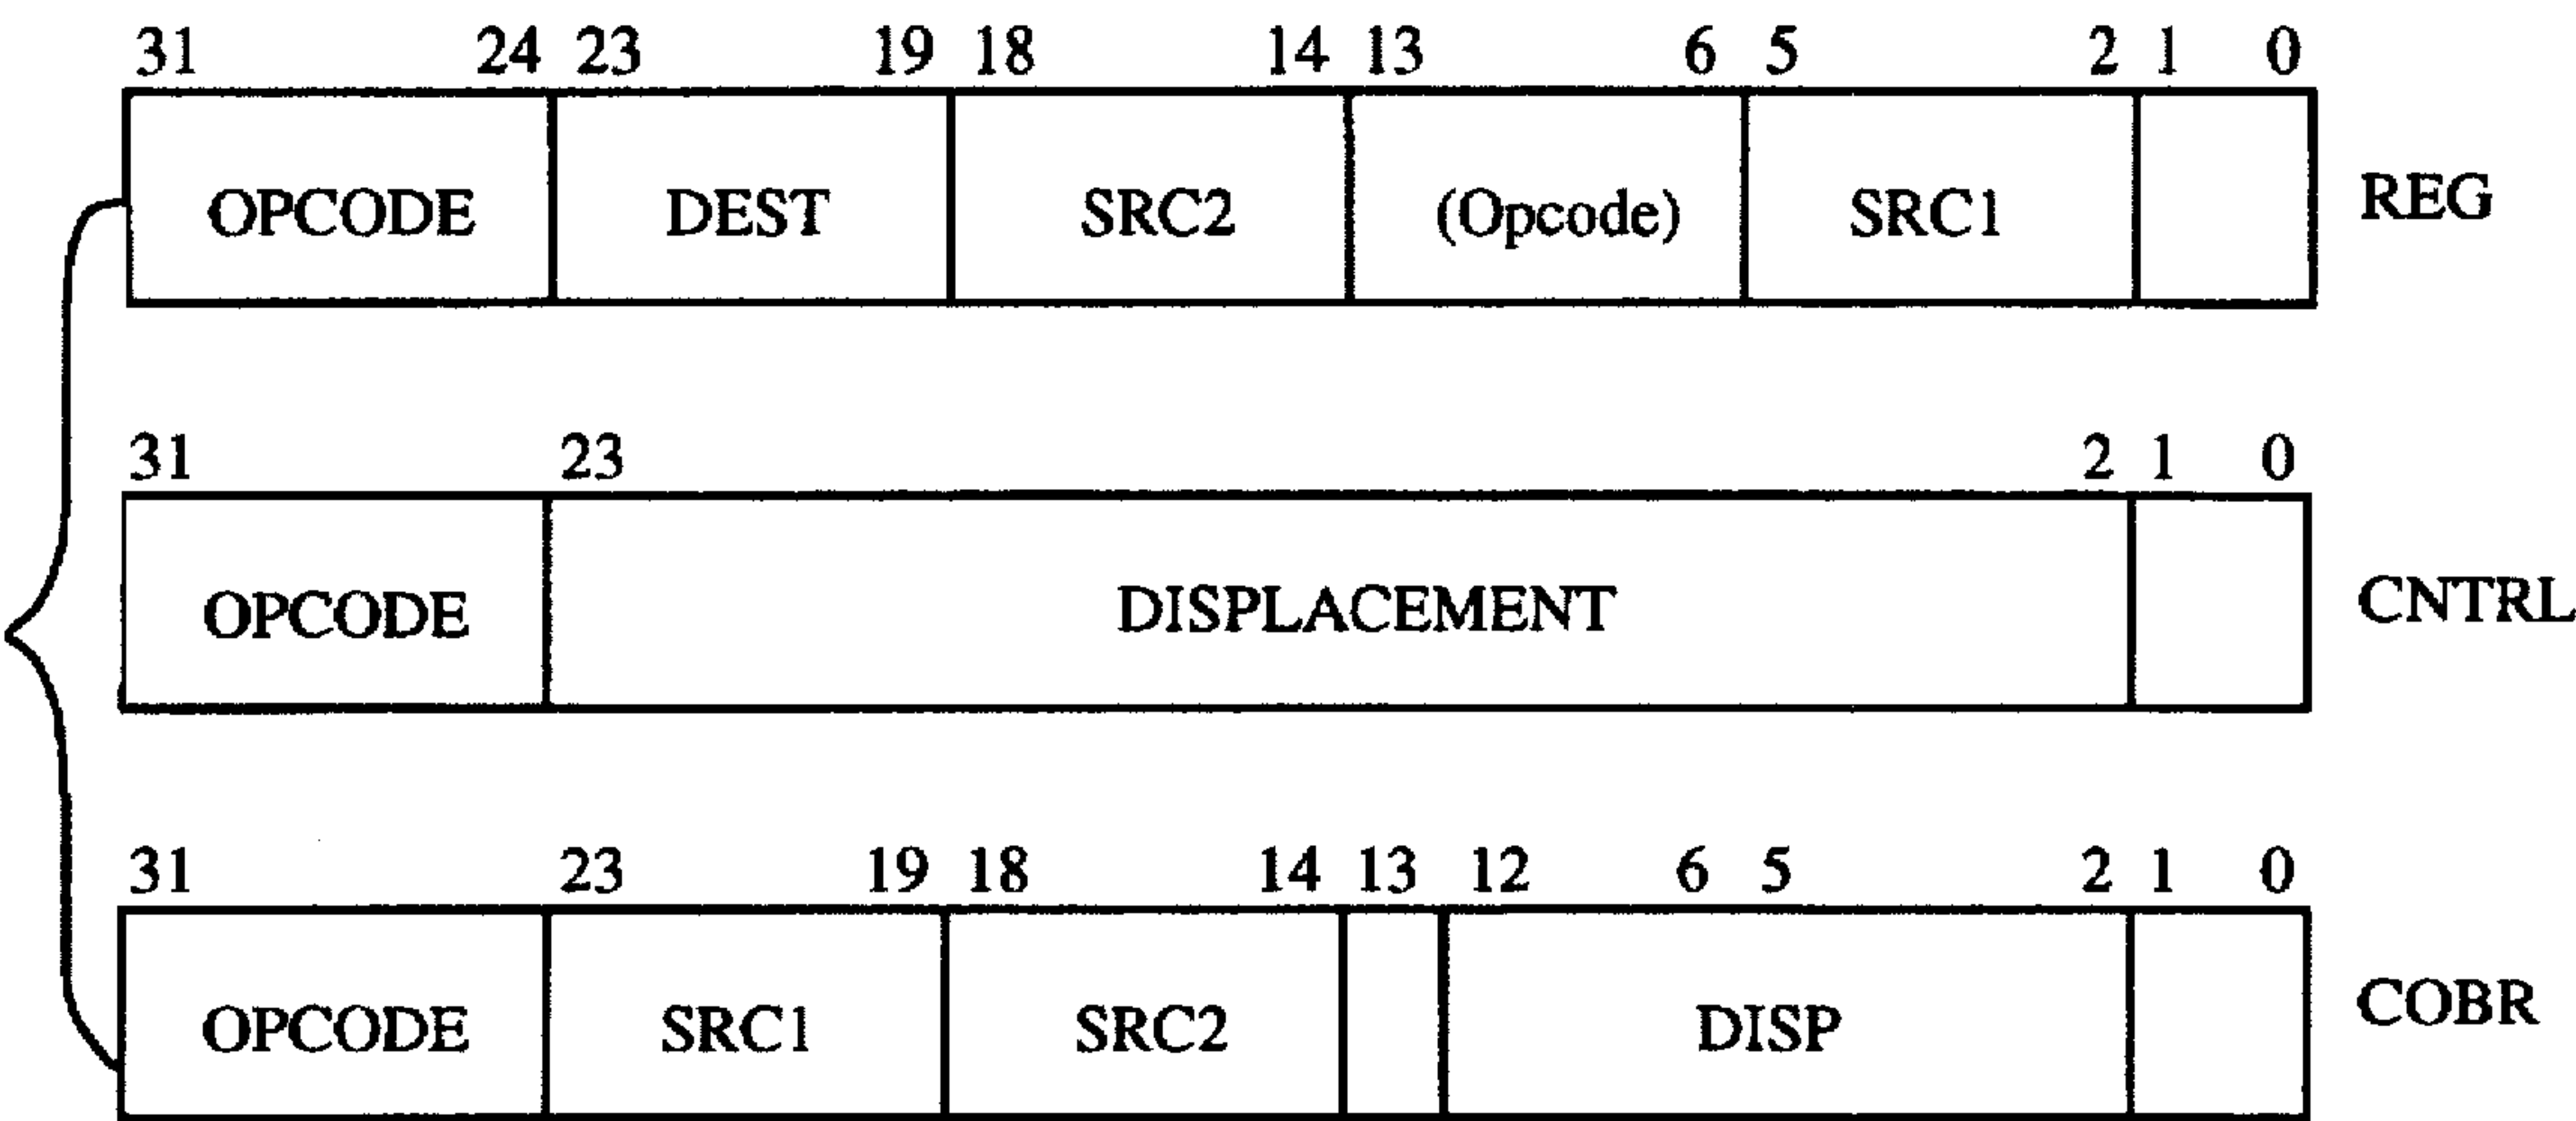 31 24 23 19 18 14 13 6 5 2 1 0
OPCODE DEST SRC2 (Opcode) SRC1 REG
31 23 2 1 0
OPCODE DISPLACEMENT CNTRL
31 23 19 18 14 13 12 6 5 2 1 0
OPCODE SRC1 SRC2 DISP COBR